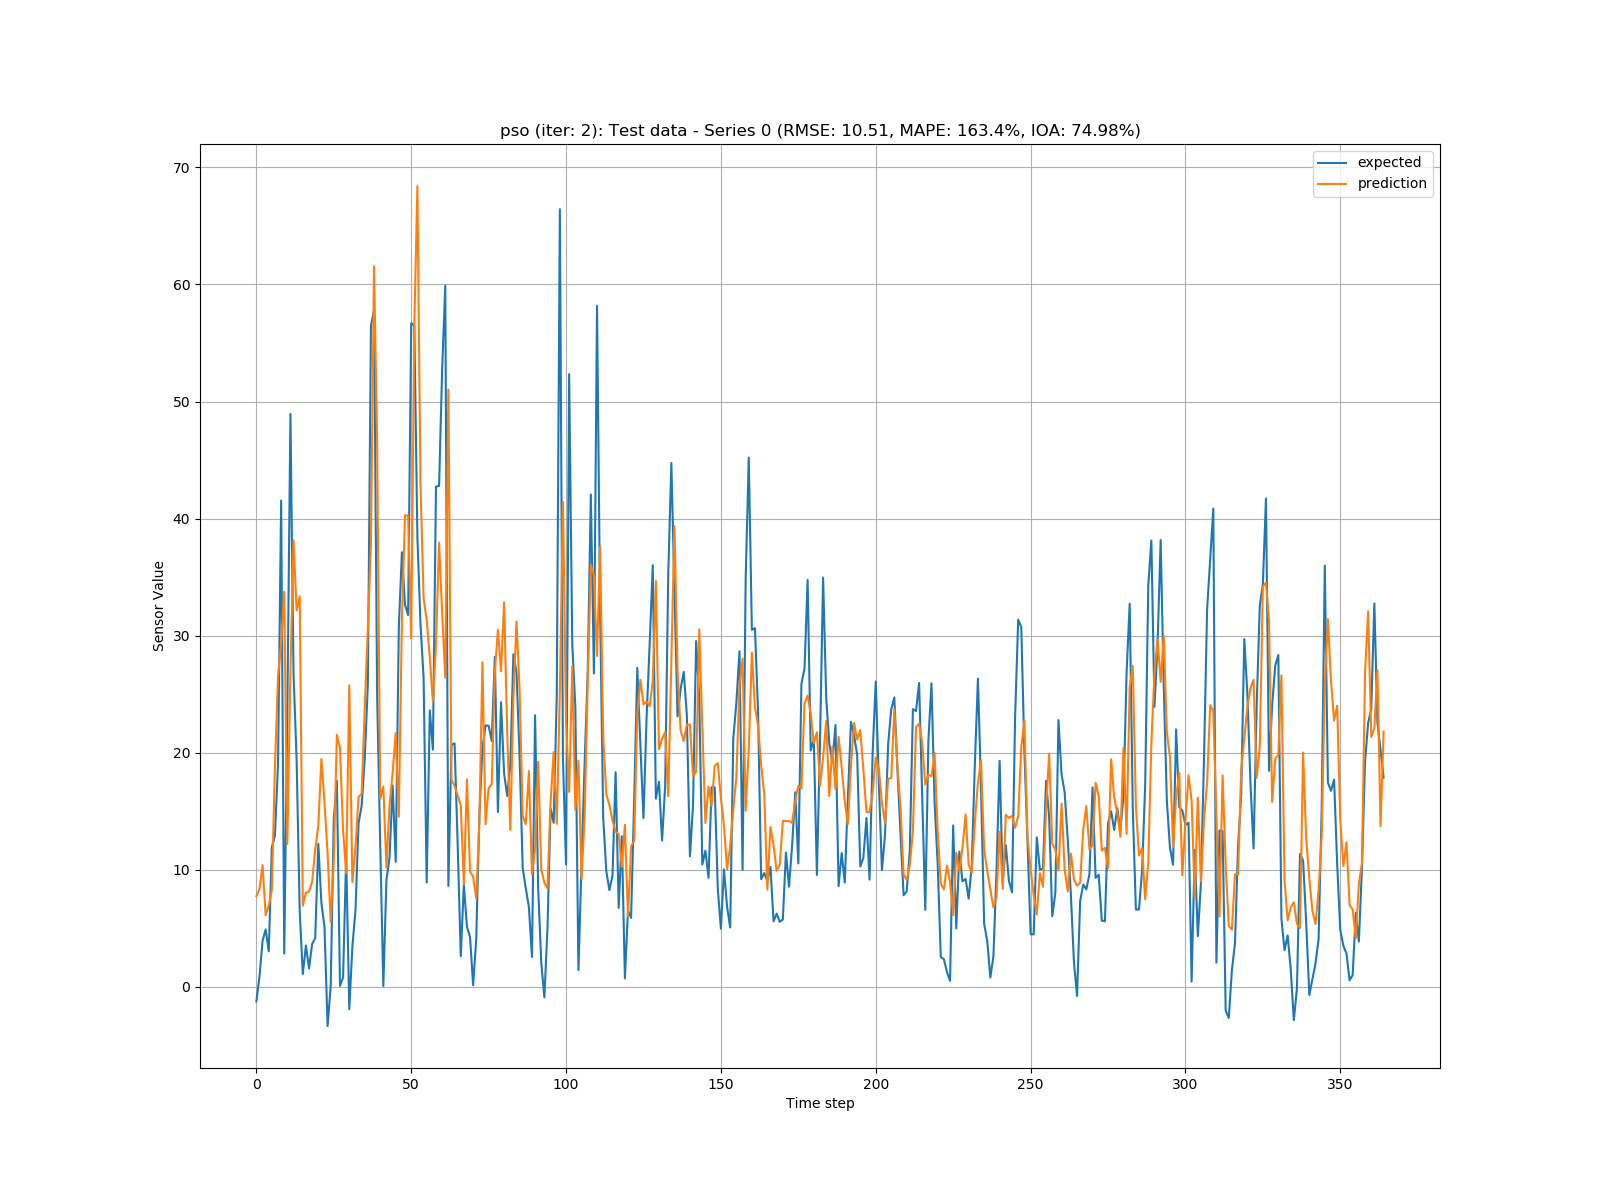 pso (iter: 2): Test data - Series 0 (RMSE: 10.51, MAPE: 163.4%, IOA: 74.98%)
expected
prediction
70
60
50
40
30
20
10
0
Sensor Value
0 50 100 150 200 250 300 350
Time step